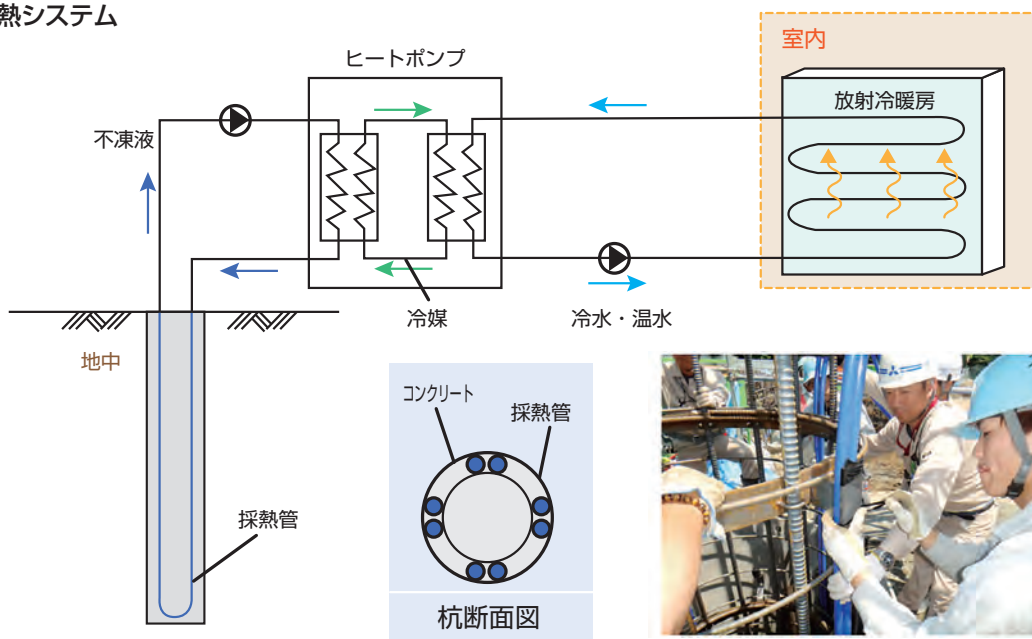 熱システム
室内
ヒートポンプ
放射冷暖房
不凍液
冷媒
冷水・温水
地中
コンクリート
採熱管
採熱管
杭断面図